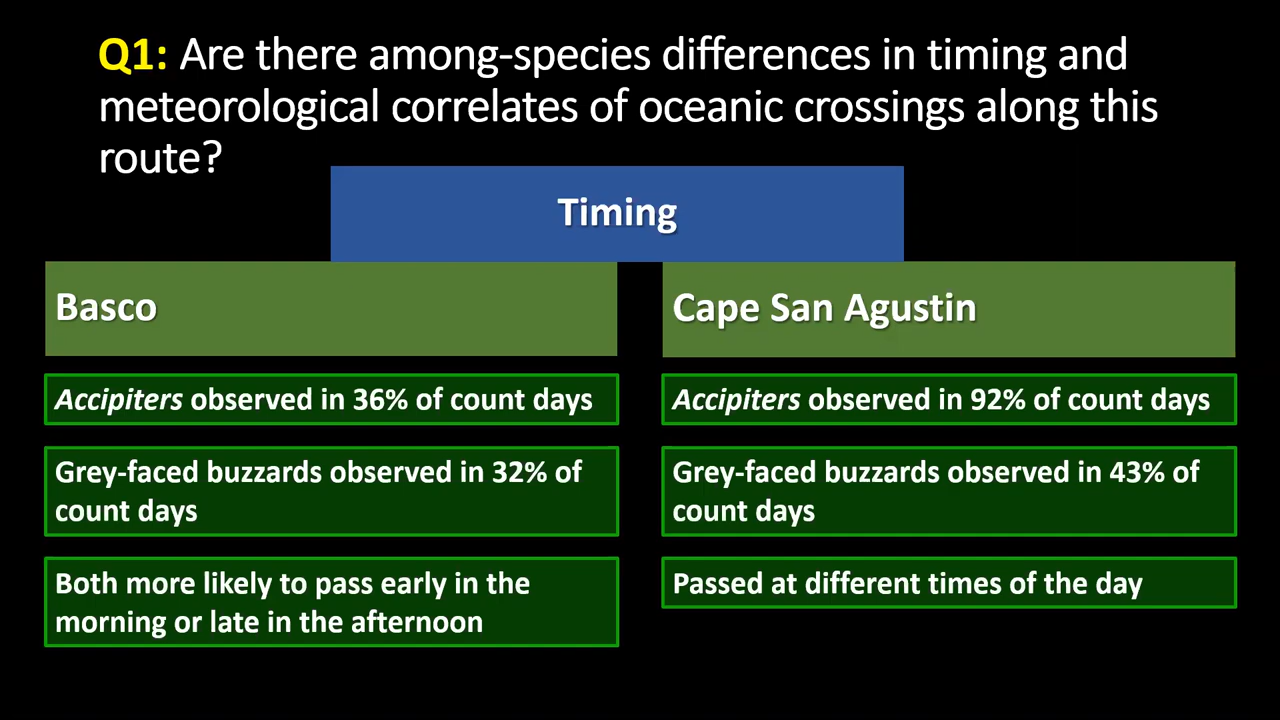 Q1: Are there among-species differences in timing and
meteorological correlates of oceanic crossings along this
route?
Timing
Basco
Accipiters observed in 36% of count days
Grey-faced buzzards observed in 32% of
count days
Both more likely to pass early in the
morning or late in the afternoon
Cape San Agustin
Accipiters observed in 92% of count days
Grey-faced buzzards observed in 43% of
count days
Passed at different times of the day